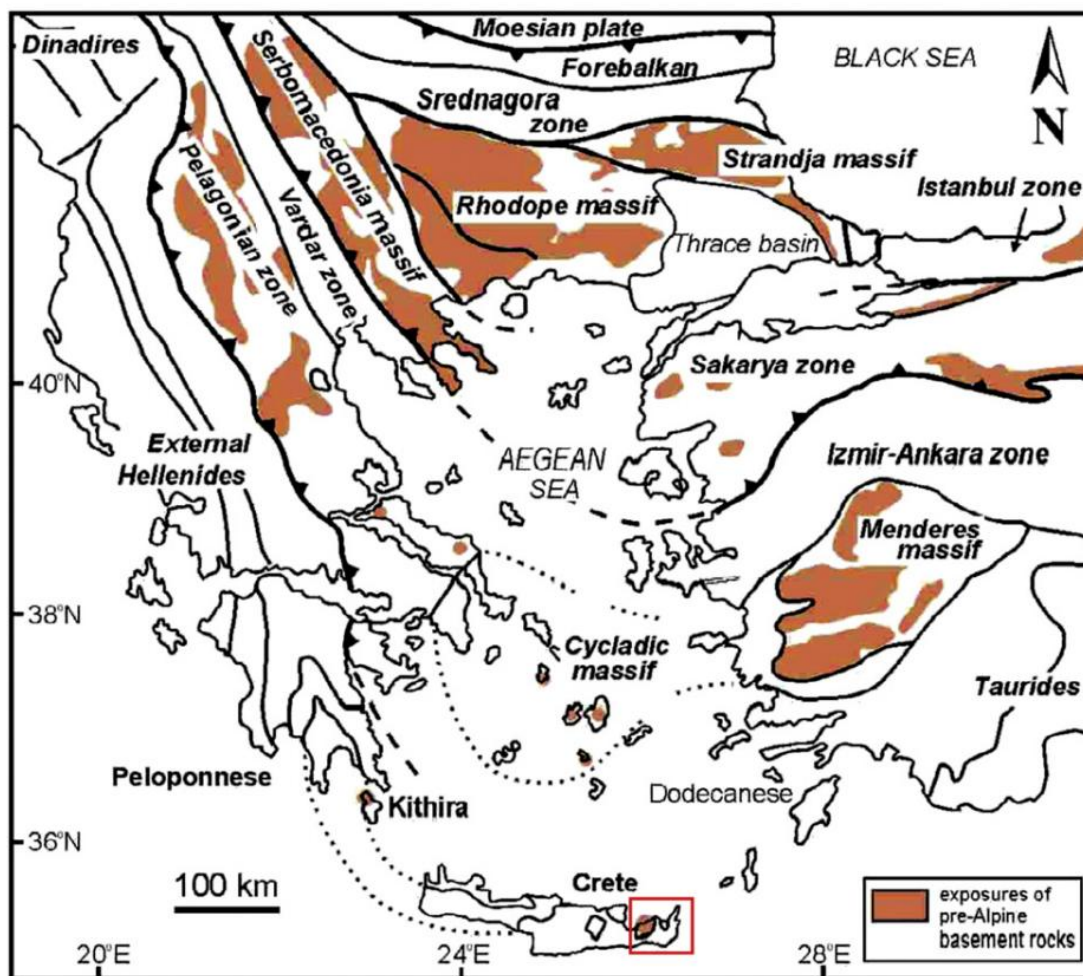 Dinadires
Serbomacedonia massif
Moesian plate
Forebalkan
BLACK SEA
Srednagora
zone
N
Strandja massif
Istanbul zone
Pelagonian zone
Vardar zone
Rhodope massif
Thrace basin
40°N
Sakarya zone
External
Hellenides
AEGEAN
SEA
Izmir-Ankara zone
Menderes
massif
38°N
Cycladic
massif
Taurides
Peloponnese
Kithira
Dodecanese
36°N
100 km
Crete
exposures of
pre-Alpine
basement rocks
20°E
24°E
28°E